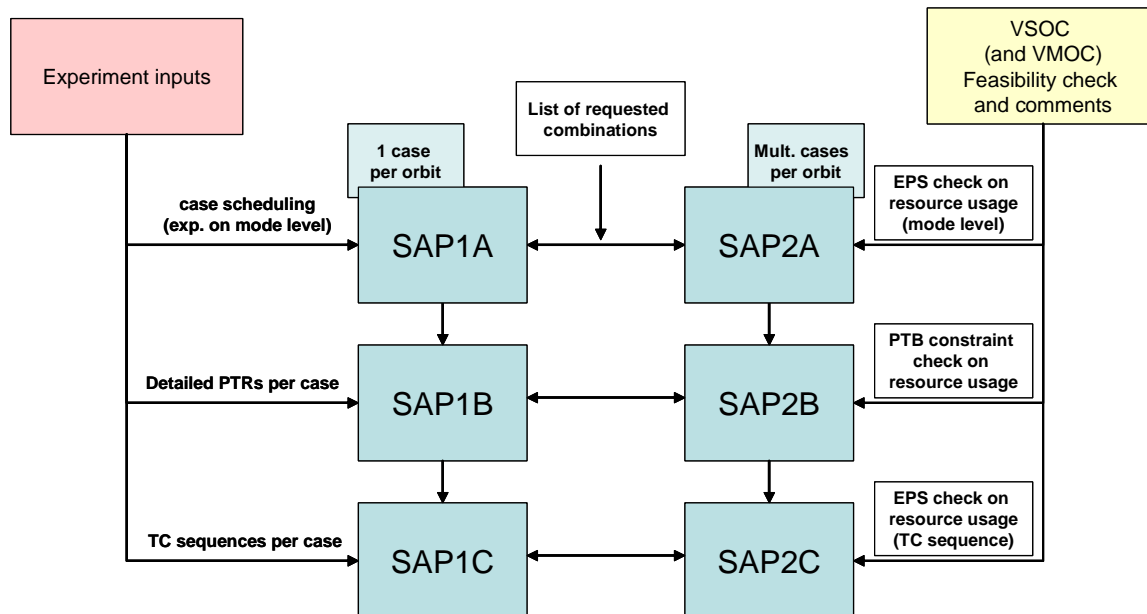 Experiment inputs
VSOC
(and VMOC)
Feasibility check
and comments
List of requested
combinations
1 case
per orbit
Mult. cases
per orbit
case scheduling
(exp. on mode level)
SAP1A
SAP2A
EPS check on
resource usage
(mode level)
Detailed PTRs per case
SAP1B
SAP2B
PTB constraint
check on
resource usage
TC sequences per case
SAP1C
SAP2C
EPS check on
resource usage
(TC sequence)